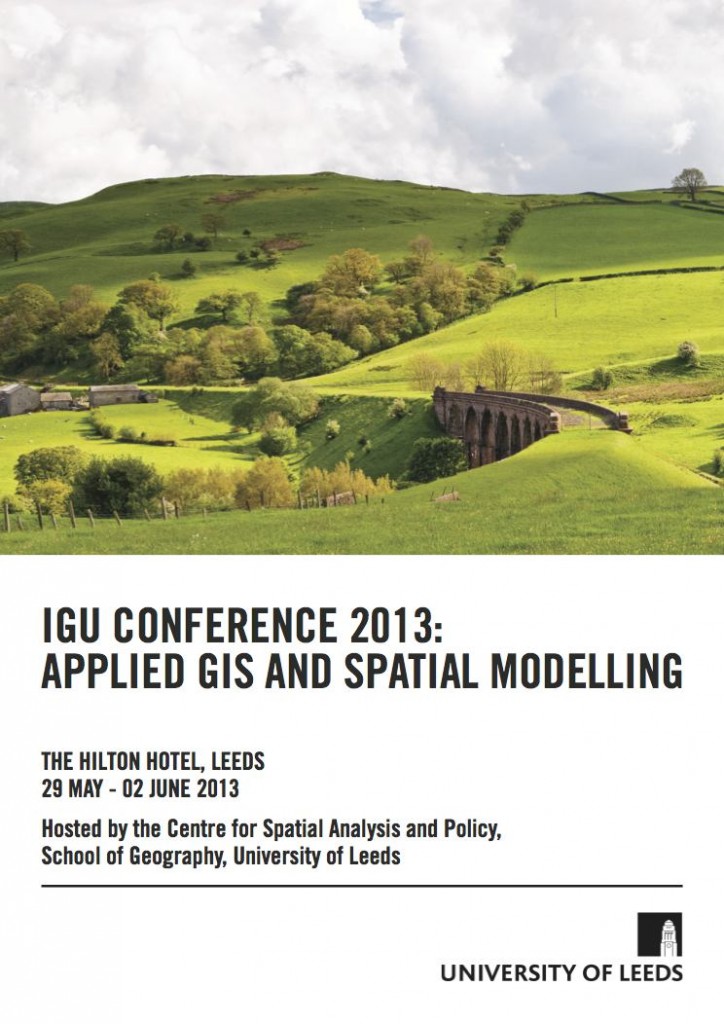 IGU CONFERENCE 2013:
APPLIED GIS AND SPATIAL MODELLING
THE HILTON HOTEL, LEEDS
29 MAY - 02 JUNE 2013
Hosted by the Centre for Spatial Analysis and Policy,
School of Geography, University of Leeds
UNIVERSITY OF LEEDS